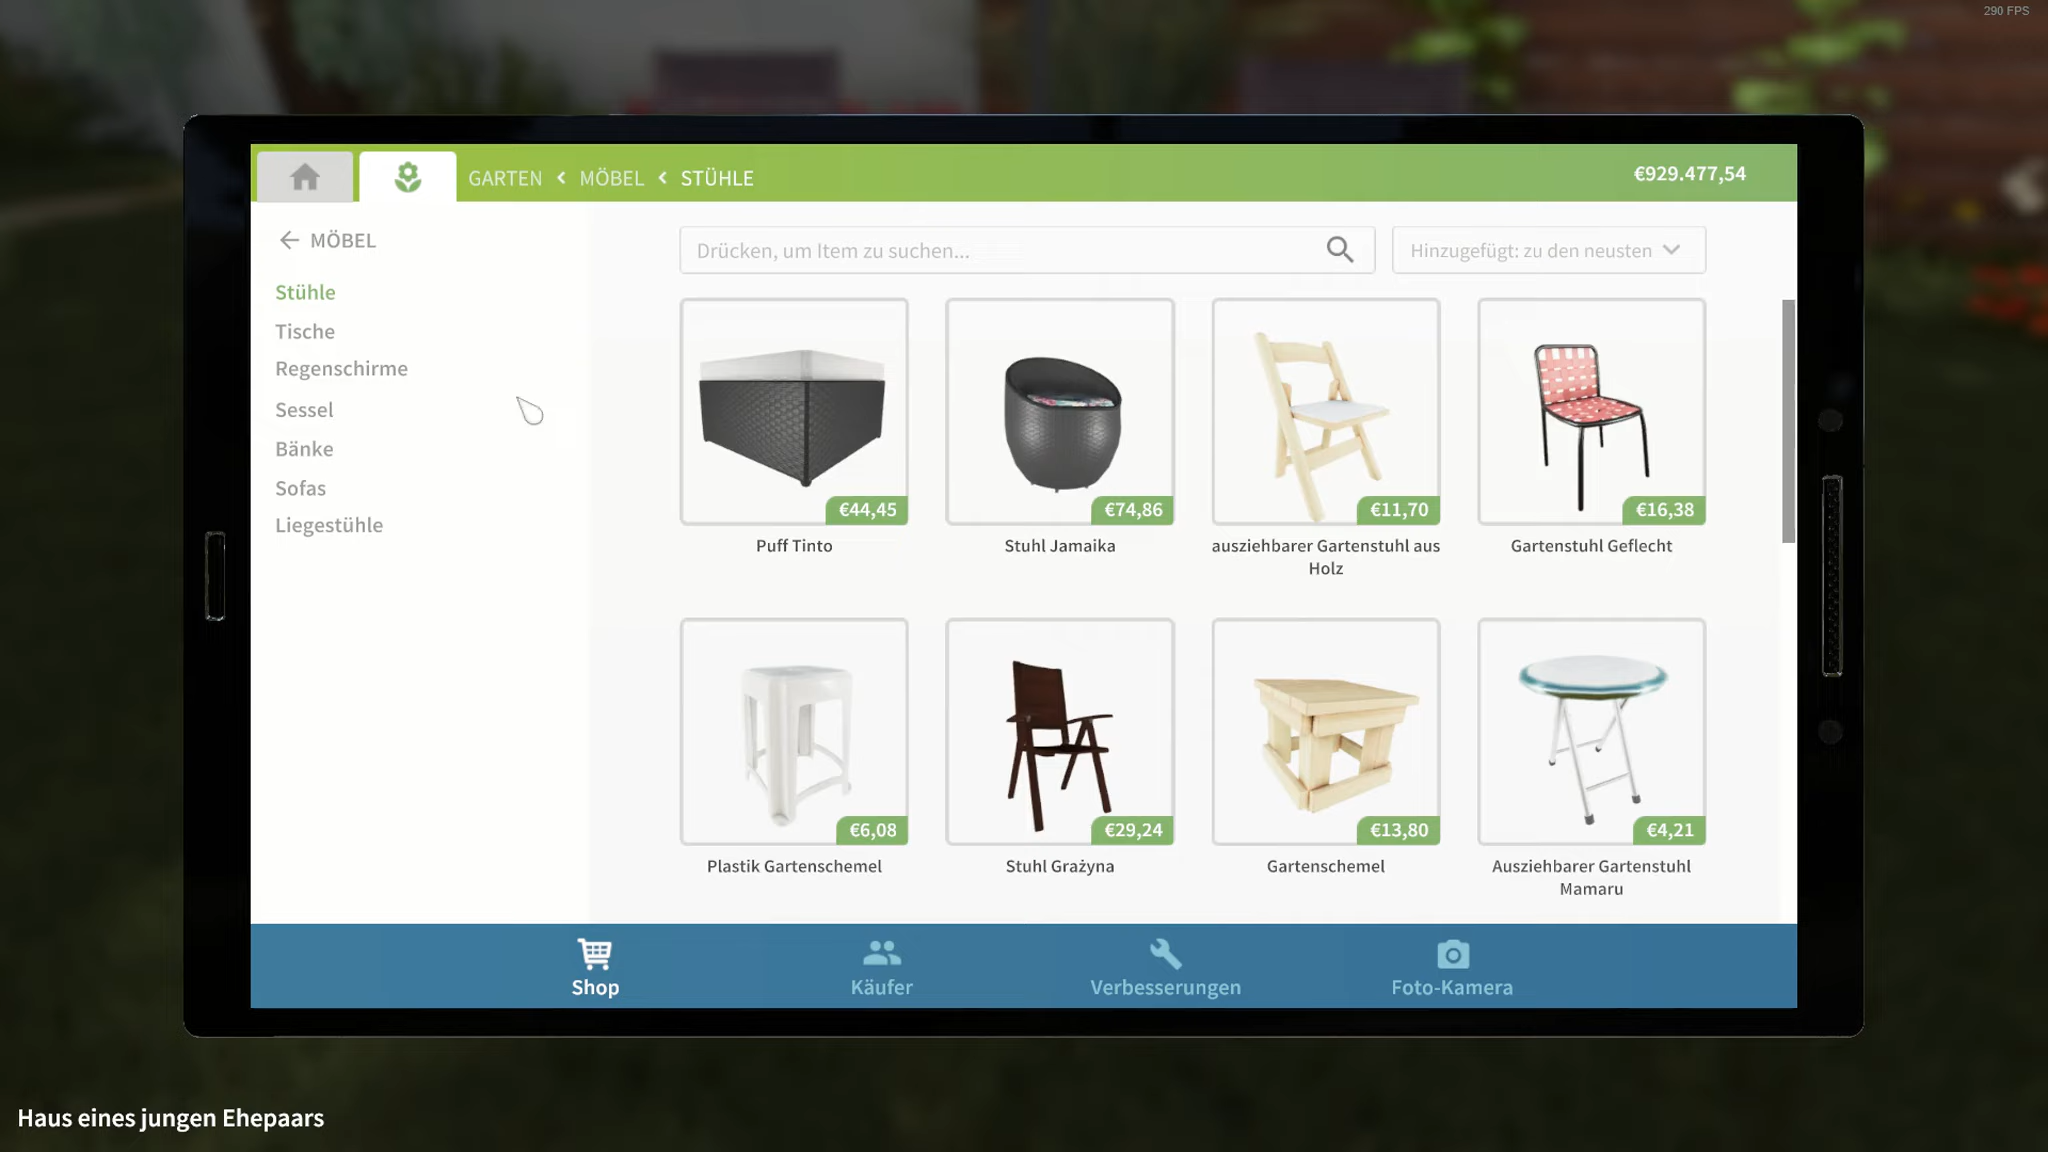 290 FPS
GARTEN < MÖBEL < STÜHLE
€929.477,54
MÖBEL
Drücken, um Item zu suchen...
Hinzugefügt: zu den neusten
Stühle
Tische
Regenschirme
Sessel
Bänke
Sofas
Liegestühle
€44,45
€74,86
€11,70
€16,38
Puff Tinto
Stuhl Jamaika
ausziehbarer Gartenstuhl aus
Holz
Gartenstuhl Geflecht
€6,08
€29,24
€13,80
€4,21
Plastik Gartenschemel
Stuhl Grażyna
Gartenschemel
Ausziehbarer Gartenstuhl
Mamaru
Shop
Käufer
Verbesserungen
Foto-Kamera
Haus eines jungen Ehepaars